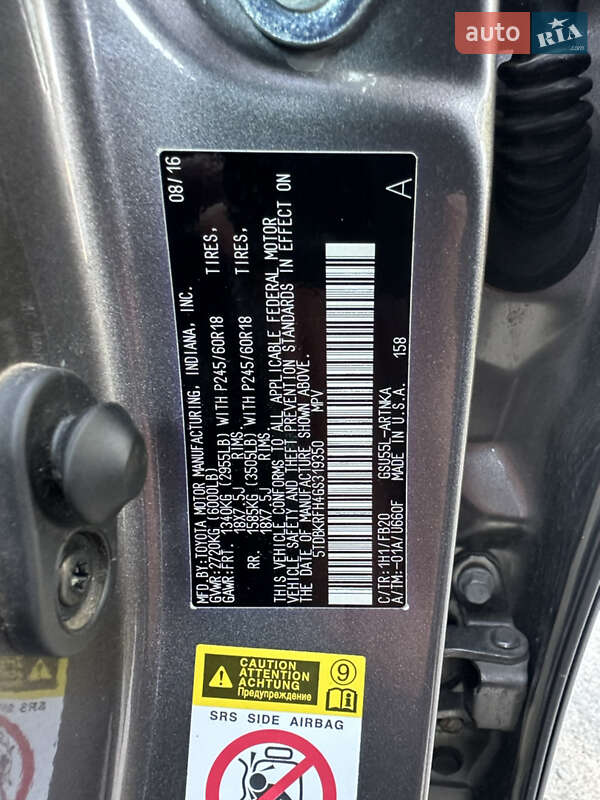 auto RIA.com
MFD. BY: TOYOTA MOTOR MANUFACTURING, INDIANA, INC. 08/16
GVWR: 2720KG (6000LB)
GAWR: FRT. 1340KG (2955LB) WITH P245/60R18 TIRES,
18X7.5J RIMS,
RR. 1585KG (3505LB) WITH P245/60R18 TIRES,
18X7.5J RIMS.
THIS VEHICLE CONFORMS TO ALL APPLICABLE FEDERAL MOTOR
VEHICLE SAFETY AND THEFT PREVENTION STANDARDS IN EFFECT ON
THE DATE OF MANUFACTURE SHOWN ABOVE.
5TDBKRFH4GS319350 MPV
C/TR: 1H1/FB20 GSU55L-ARTNKA
A/TM: -01A/U660F MADE IN U.S.A. 158
A
CAUTION
ATTENTION
ACHTUNG
Предупреждение
9
SRS SIDE AIRBAG
SRS